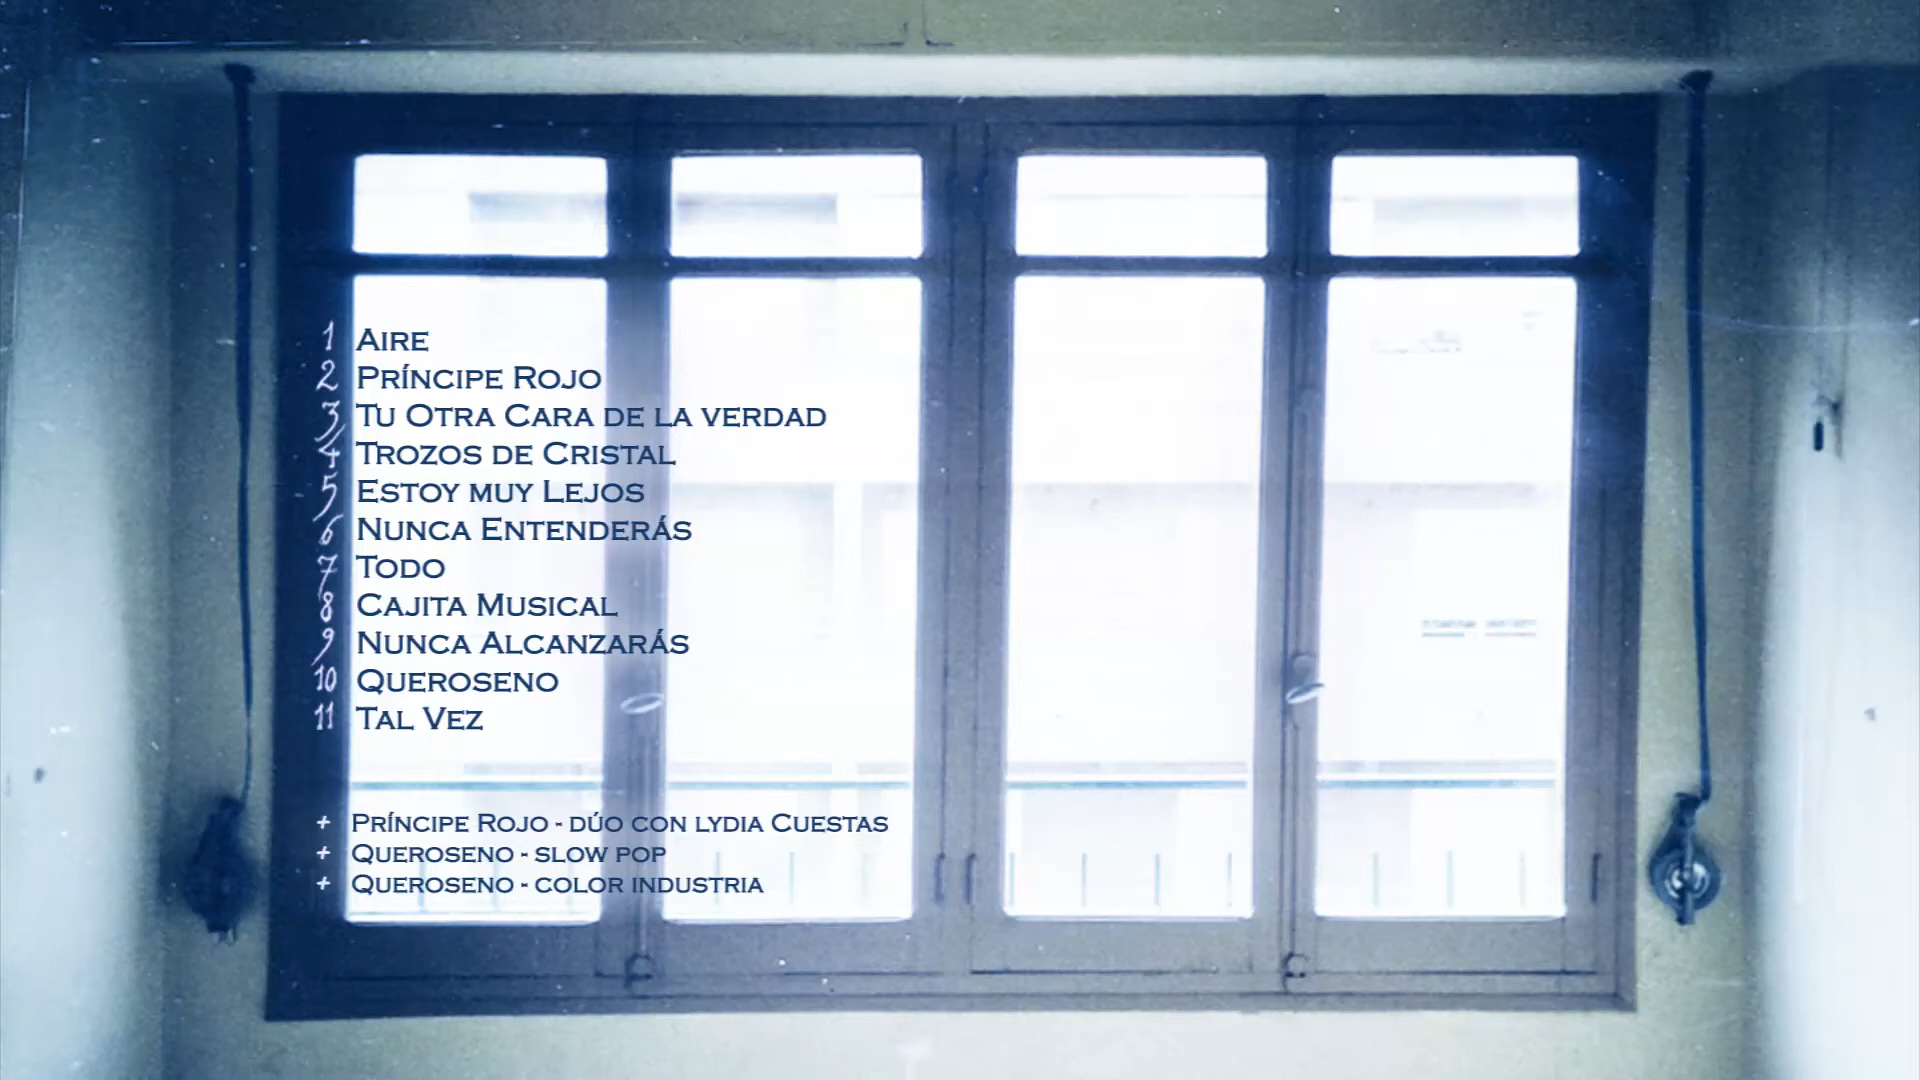 1 Aire
2 Príncipe Rojo
3 Tu Otra Cara de la verdad
4 Trozos de Cristal
5 Estoy muy Lejos
6 Nunca Entenderás
7 Todo
8 Cajita Musical
9 Nunca Alcanzarás
10 Queroseno
11 Tal Vez
+ Príncipe Rojo - dúo con lydia Cuestas
+ Queroseno - slow pop
+ Queroseno - color industria